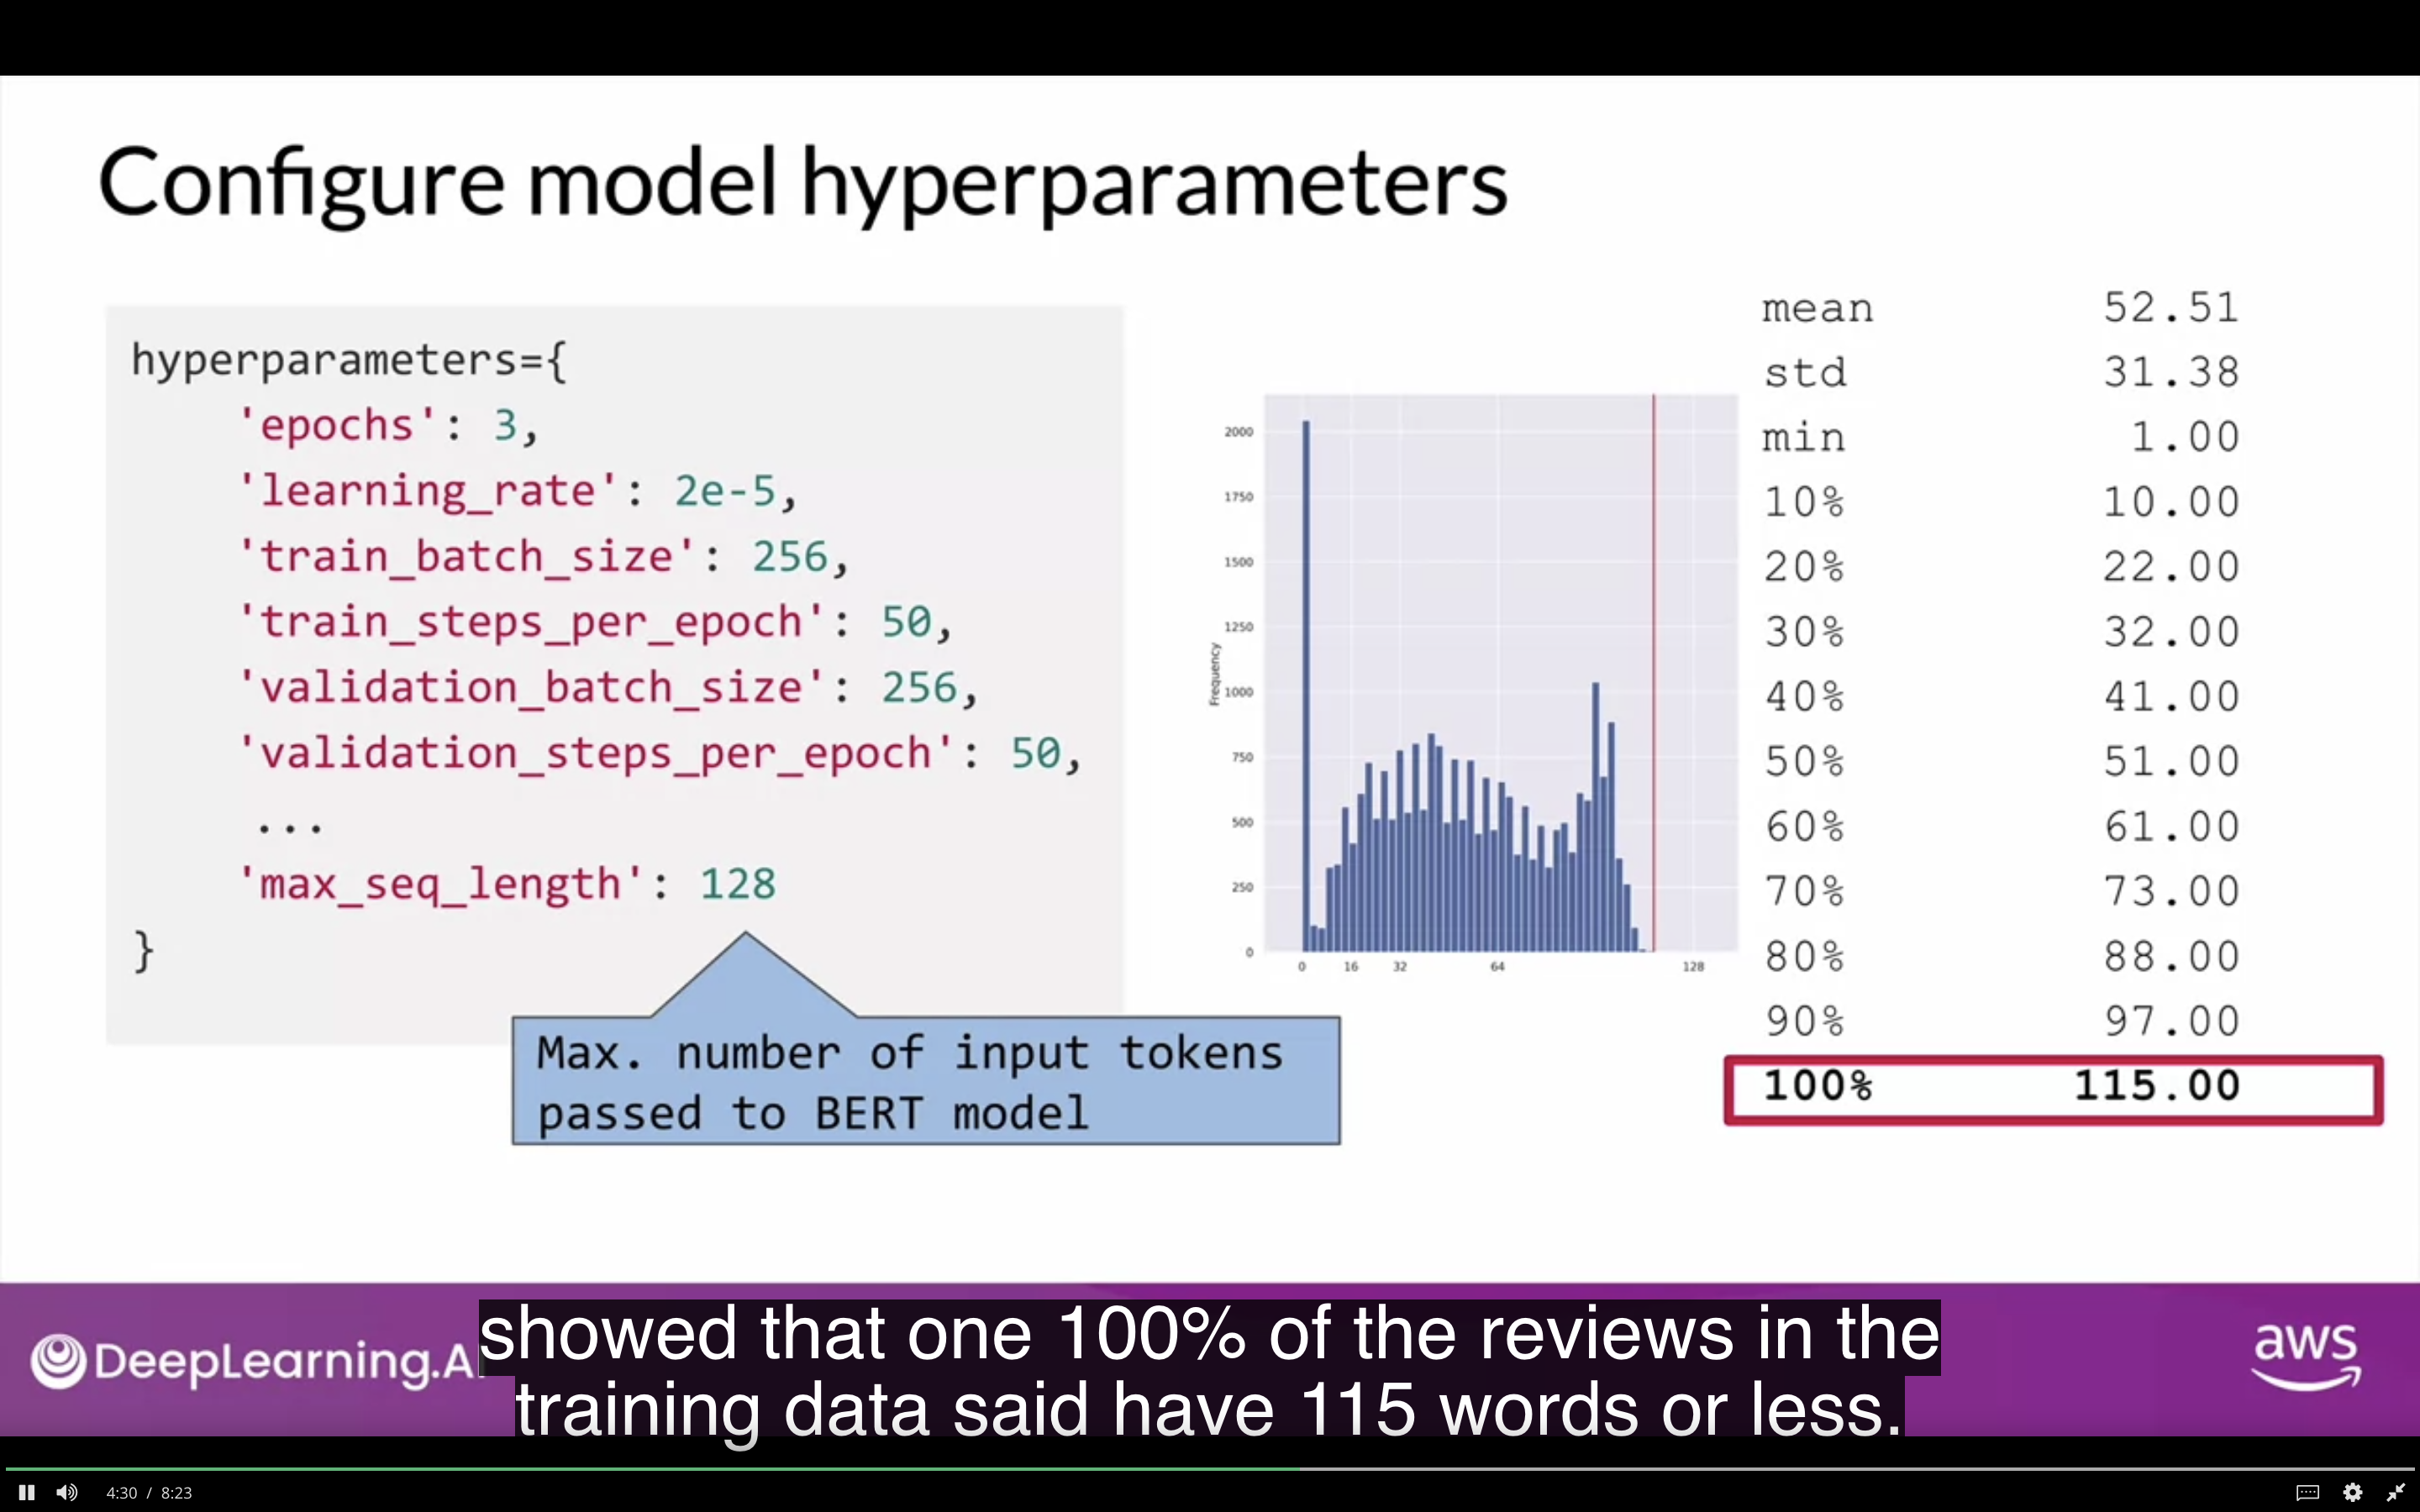 Configure model hyperparameters
hyperparameters={
'epochs': 3,
'learning_rate': 2e-5,
'train_batch_size': 256,
'train_steps_per_epoch': 50,
'validation_batch_size': 256,
'validation_steps_per_epoch': 50,
...
'max_seq_length': 128
}
Max. number of input tokens
passed to BERT model
Frequency
2000
1750
1500
1250
1000
750
500
250
0
0 16 32 64 128
mean 52.51
std 31.38
min 1.00
10% 10.00
20% 22.00
30% 32.00
40% 41.00
50% 51.00
60% 61.00
70% 73.00
80% 88.00
90% 97.00
100% 115.00
DeepLearning.A
aws
showed that one 100% of the reviews in the
training data said have 115 words or less.
4:30 / 8:23